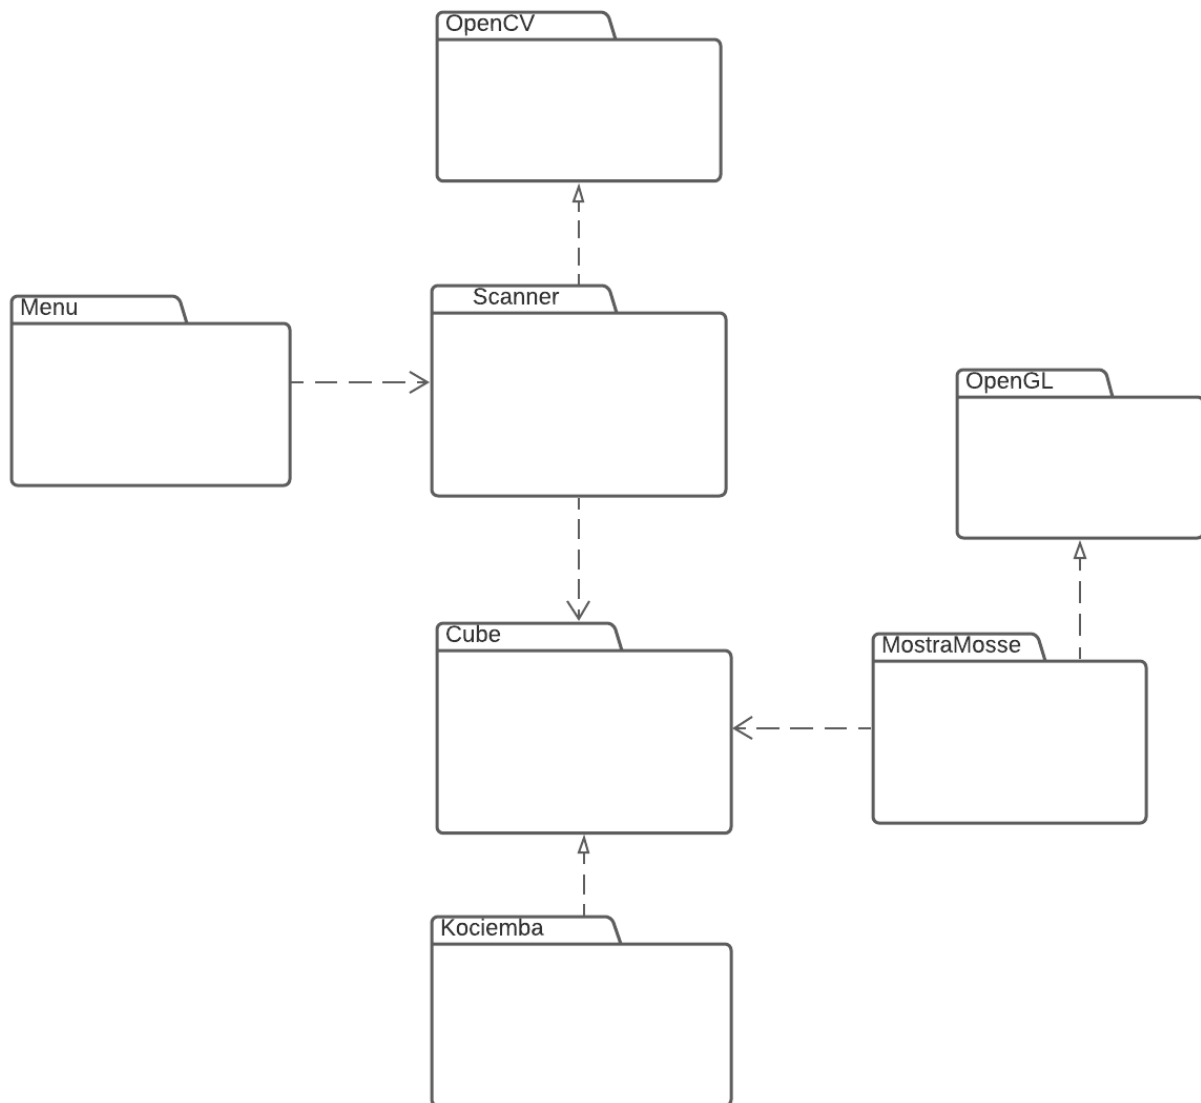 OpenCV
Scanner
Menu
OpenGL
Cube
MostraMosse
Kociemba